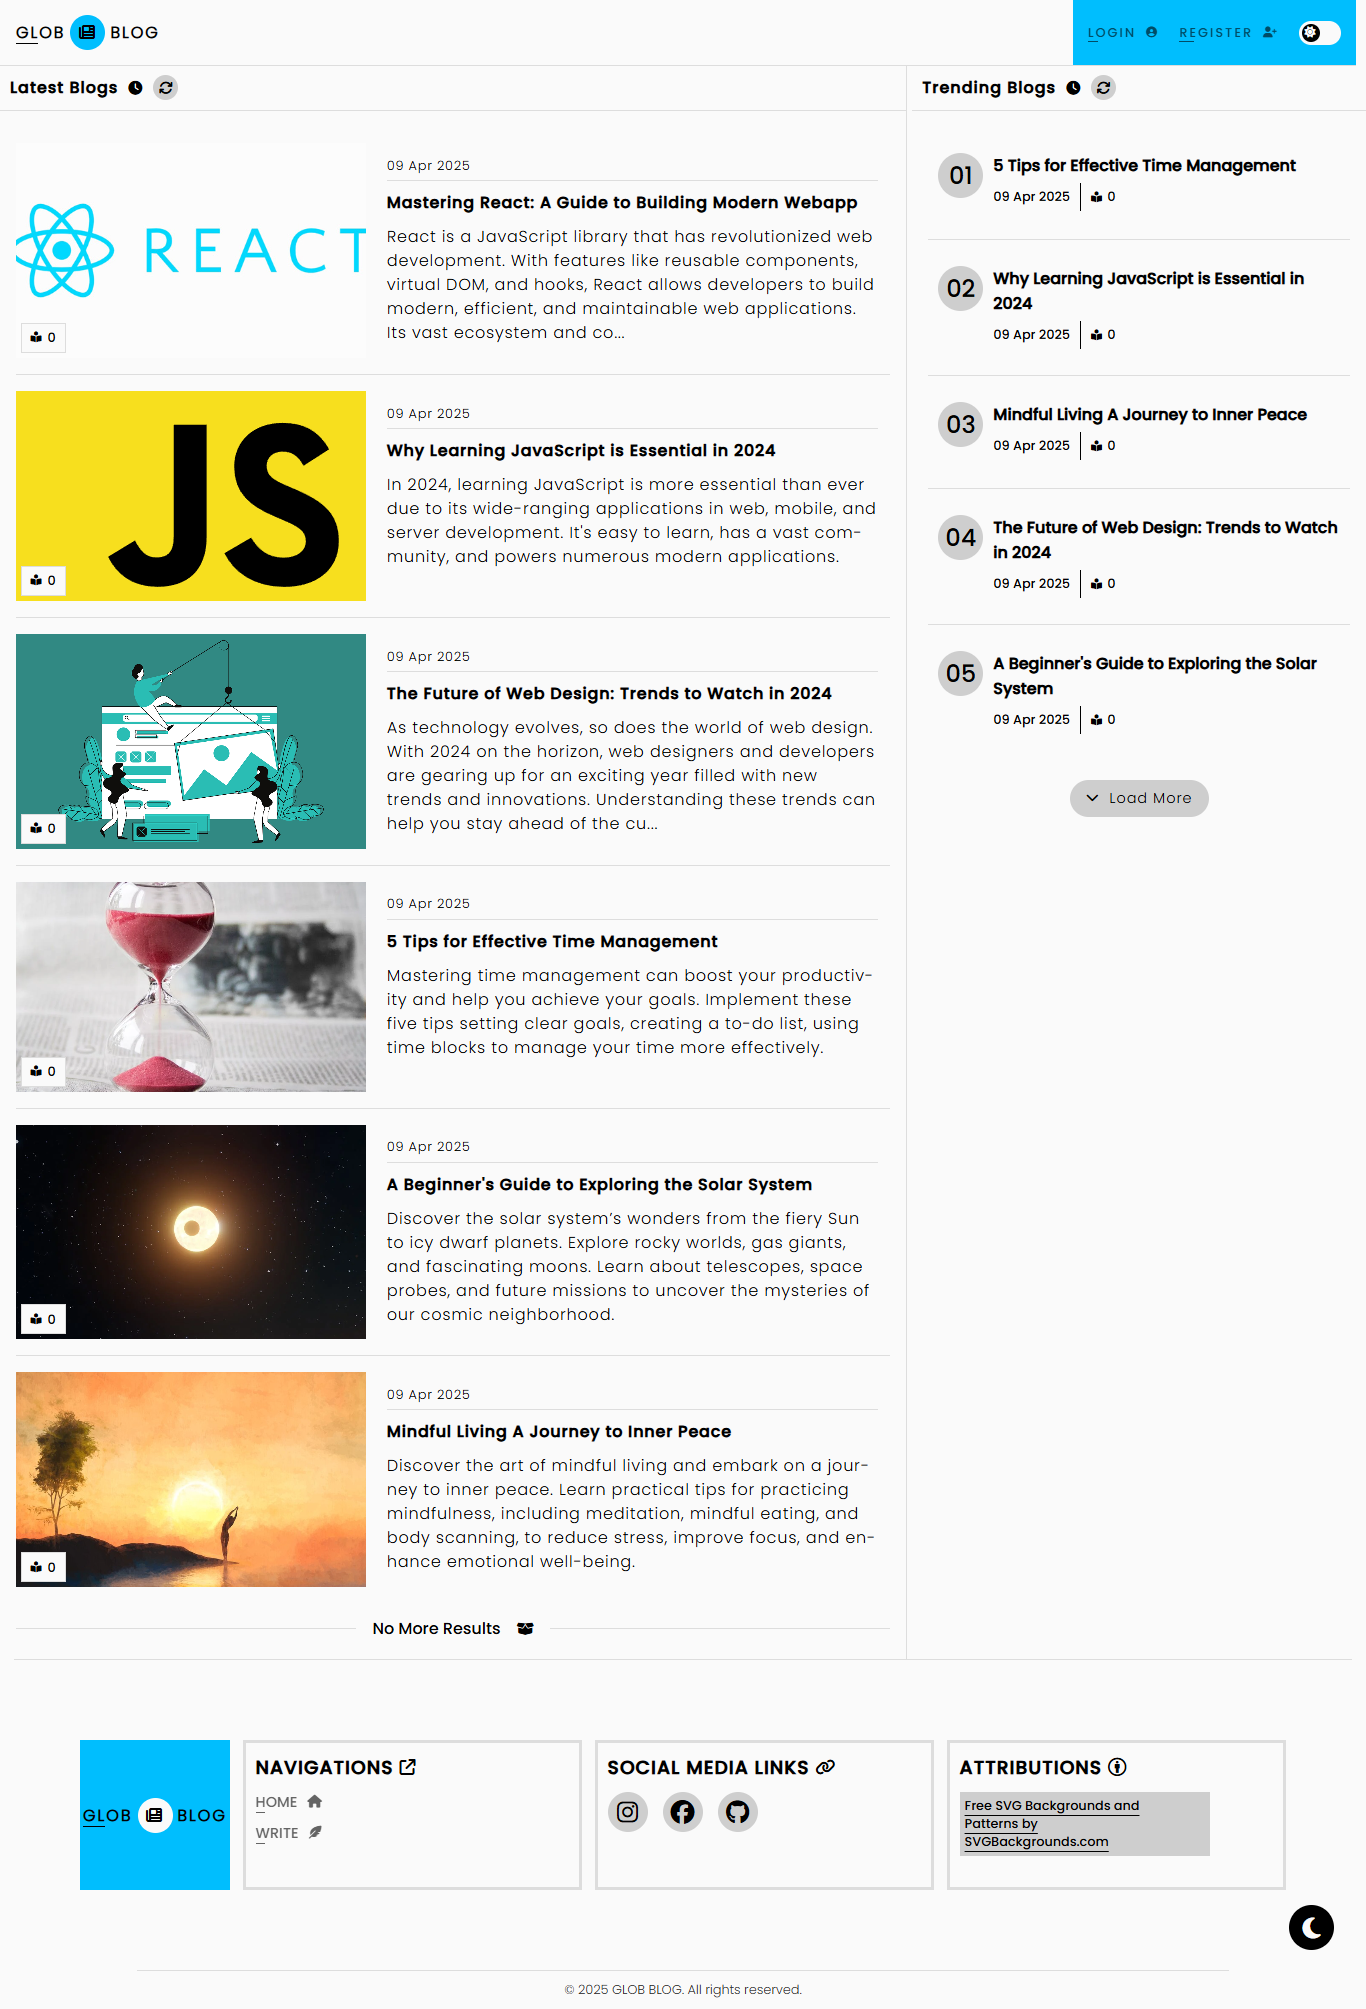 GLOB BLOG
LOGIN
REGISTER
Latest Blogs
REACT
0
09 Apr 2025
Mastering React: A Guide to Building Modern Webapp
React is a JavaScript library that has revolutionized web
development. With features like reusable components,
virtual DOM, and hooks, React allows developers to build
modern, efficient, and maintainable web applications.
Its vast ecosystem and co...
JS
0
09 Apr 2025
Why Learning JavaScript is Essential in 2024
In 2024, learning JavaScript is more essential than ever
due to its wide-ranging applications in web, mobile, and
server development. It's easy to learn, has a vast com-
munity, and powers numerous modern applications.
0
09 Apr 2025
The Future of Web Design: Trends to Watch in 2024
As technology evolves, so does the world of web design.
With 2024 on the horizon, web designers and developers
are gearing up for an exciting year filled with new
trends and innovations. Understanding these trends can
help you stay ahead of the cu...
0
09 Apr 2025
5 Tips for Effective Time Management
Mastering time management can boost your productiv-
ity and help you achieve your goals. Implement these
five tips setting clear goals, creating a to-do list, using
time blocks to manage your time more effectively.
0
09 Apr 2025
A Beginner's Guide to Exploring the Solar System
Discover the solar system’s wonders from the fiery Sun
to icy dwarf planets. Explore rocky worlds, gas giants,
and fascinating moons. Learn about telescopes, space
probes, and future missions to uncover the mysteries of
our cosmic neighborhood.
0
09 Apr 2025
Mindful Living A Journey to Inner Peace
Discover the art of mindful living and embark on a jour-
ney to inner peace. Learn practical tips for practicing
mindfulness, including meditation, mindful eating, and
body scanning, to reduce stress, improve focus, and en-
hance emotional well-being.
0
No More Results
Trending Blogs
01
5 Tips for Effective Time Management
09 Apr 2025 0
02
Why Learning JavaScript is Essential in
2024
09 Apr 2025 0
03
Mindful Living A Journey to Inner Peace
09 Apr 2025 0
04
The Future of Web Design: Trends to Watch
in 2024
09 Apr 2025 0
05
A Beginner's Guide to Exploring the Solar
System
09 Apr 2025 0
Load More
GLOB BLOG
NAVIGATIONS
HOME
WRITE
SOCIAL MEDIA LINKS
ATTRIBUTIONS
Free SVG Backgrounds and
Patterns by
SVGBackgrounds.com
© 2025 GLOB BLOG. All rights reserved.